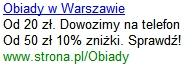 Obiady w Warszawie
Od 20 zł. Dowozimy na telefon
Od 50 zł 10% zniżki. Sprawdź!
www.strona.pl/Obiady